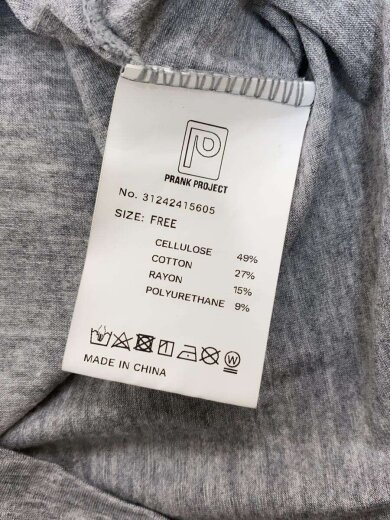 PRANK PROJECT
No. 31242415605
SIZE: FREE
CELLULOSE 49%
COTTON 27%
RAYON 15%
POLYURETHANE 9%
W
MADE IN CHINA